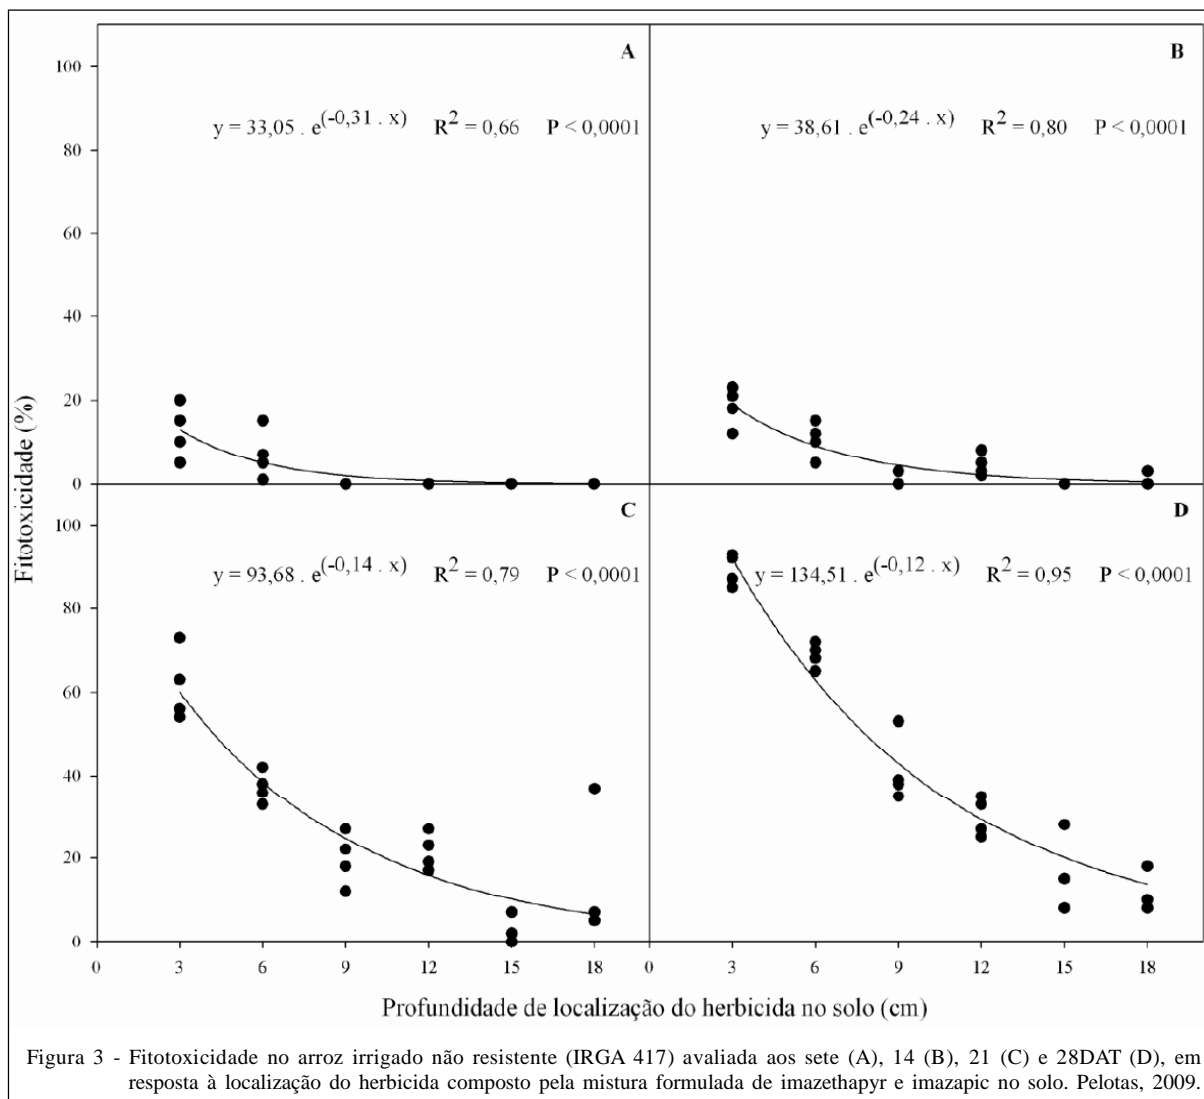 A
y = 33,05 . e(-0,31 . x) R2 = 0,66 P < 0,0001
B
y = 38,61 . e(-0,24 . x) R2 = 0,80 P < 0,0001
100
80
60
40
20
0
C
y = 93,68 . e(-0,14 . x) R2 = 0,79 P < 0,0001
D
y = 134,51 . e(-0,12 . x) R2 = 0,95 P < 0,0001
100
80
60
40
20
0
Fitotoxicidade (%)
0 3 6 9 12 15 18 0 3 6 9 12 15 18
Profundidade de localização do herbicida no solo (cm)
Figura 3 - Fitotoxicidade no arroz irrigado não resistente (IRGA 417) avaliada aos sete (A), 14 (B), 21 (C) e 28DAT (D), em
resposta à localização do herbicida composto pela mistura formulada de imazethapyr e imazapic no solo. Pelotas, 2009.